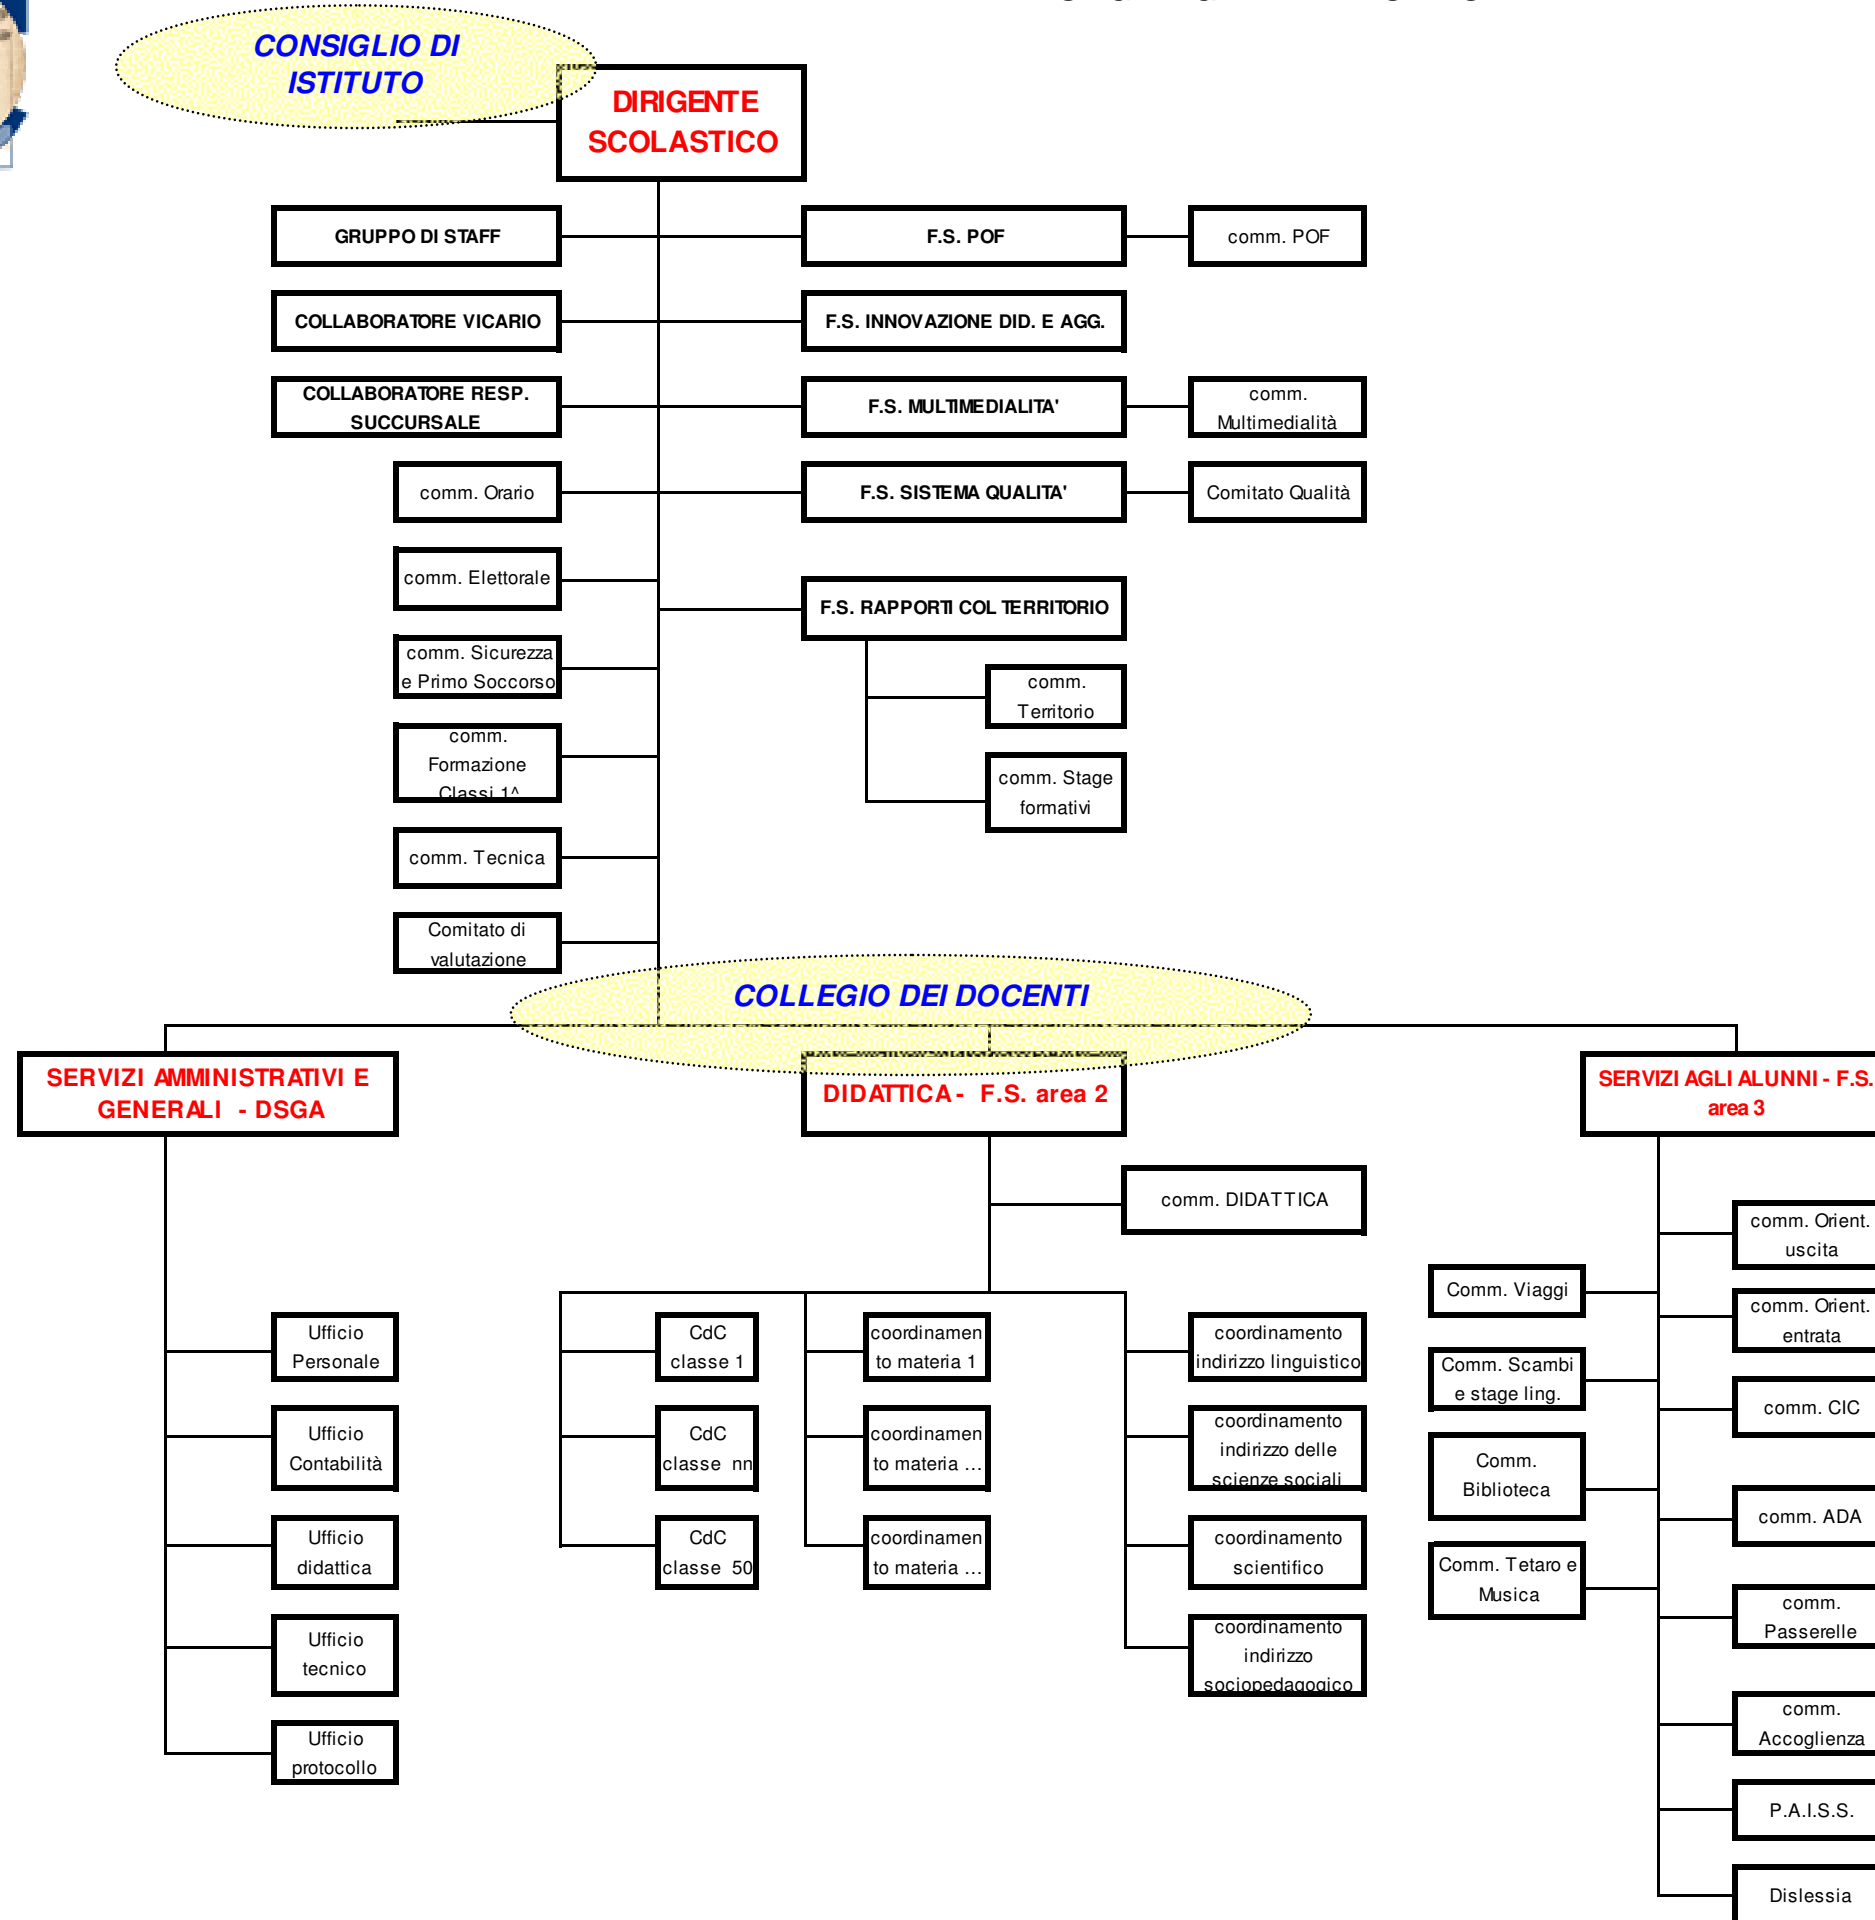 CONSIGLIO DI
ISTITUTO
DIRIGENTE
SCOLASTICO
GRUPPO DI STAFF
F.S. POF
comm. POF
COLLABORATORE VICARIO
F.S. INNOVAZIONE DID. E AGG.
COLLABORATORE RESP.
SUCCURSALE
F.S. MULTIMEDIALITA'
comm.
Multimedialità
comm. Orario
F.S. SISTEMA QUALITA'
Comitato Qualità
comm. Elettorale
F.S. RAPPORTI COL TERRITORIO
comm. Sicurezza
e Primo Soccorso
comm.
Territorio
comm.
Formazione
Classi 1^
comm. Stage
formativi
comm. Tecnica
Comitato di
valutazione
COLLEGIO DEI DOCENTI
SERVIZI AMMINISTRATIVI E
GENERALI - DSGA
DIDATTICA - F.S. area 2
SERVIZI AGLI ALUNNI - F.S.
area 3
comm. DIDATTICA
Ufficio
Personale
Ufficio
Contabilità
Ufficio
didattica
Ufficio
tecnico
Ufficio
protocollo
CdC
classe 1
CdC
classe nn
CdC
classe 50
coordinamen
to materia 1
coordinamen
to materia ...
coordinamen
to materia ...
coordinamento
indirizzo linguistico
coordinamento
indirizzo delle
scienze sociali
coordinamento
scientifico
coordinamento
indirizzo
sociopedagogico
Comm. Viaggi
Comm. Scambi
e stage ling.
Comm.
Biblioteca
Comm. Tetaro e
Musica
comm. Orient.
uscita
comm. Orient.
entrata
comm. CIC
comm. ADA
comm.
Passerelle
comm.
Accoglienza
P.A.I.S.S.
Dislessia